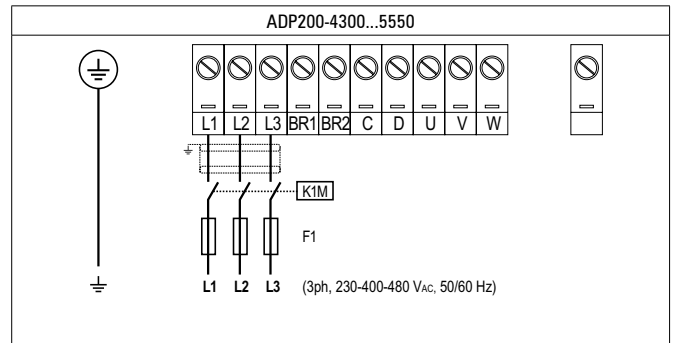 ADP200-4300...5550
L1 L2 L3 BR1 BR2 C D U V W
K1M
F1
L1 L2 L3 (3ph, 230-400-480 VAC, 50/60 Hz)